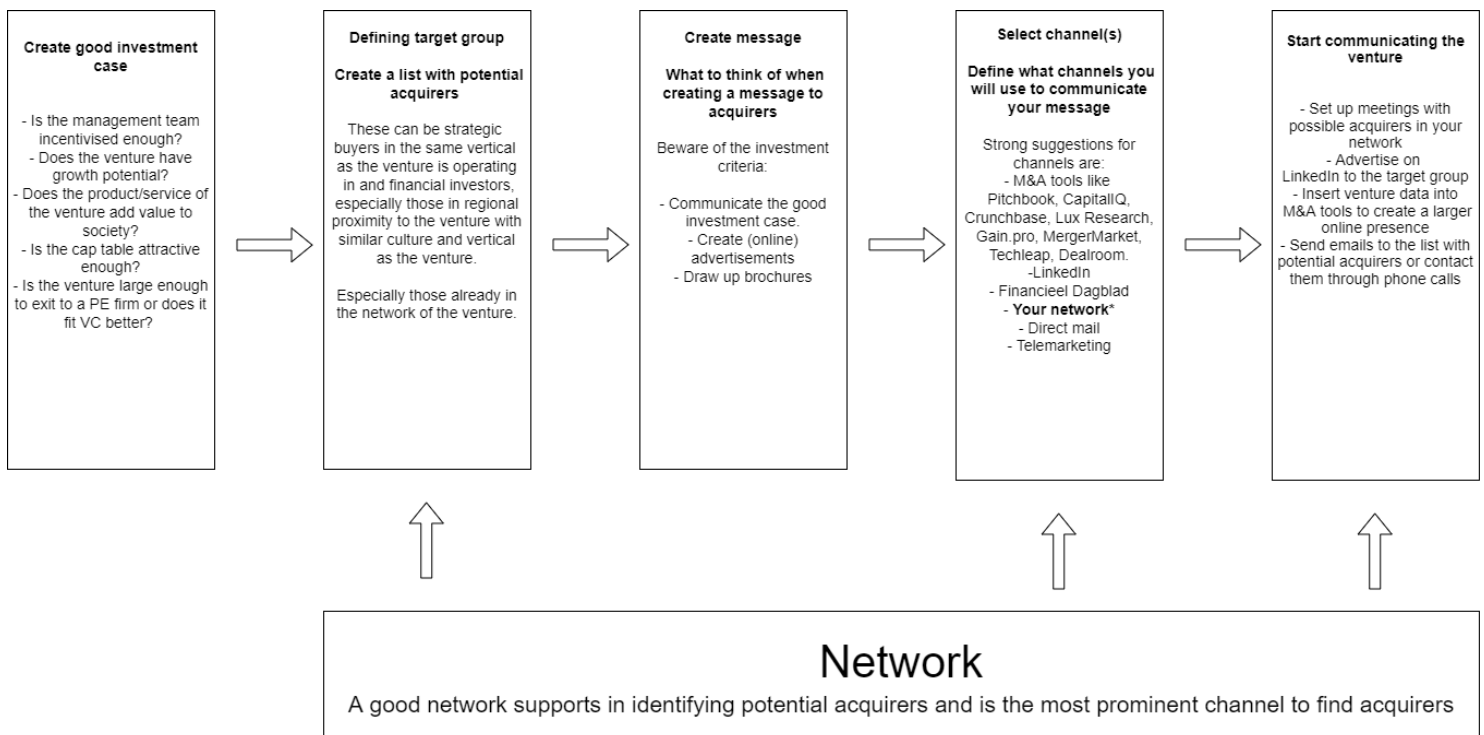 Create good investment
case
- Is the management team
incentivised enough?
- Does the venture have
growth potential?
- Does the product/service of
the venture add value to
society?
- Is the cap table attractive
enough?
- Is the venture large enough
to exit to a PE firm or does it
fit VC better?
Defining target group
Create a list with potential
acquirers
These can be strategic
buyers in the same vertical
as the venture is operating
in and financial investors,
especially those in regional
proximity to the venture with
similar culture and vertical
as the venture.
Especially those already in
the network of the venture.
Create message
What to think of when
creating a message to
acquirers
Beware of the investment
criteria:
- Communicate the good
investment case.
- Create (online)
advertisements
- Draw up brochures
Select channel(s)
Define what channels you
will use to communicate
your message
Strong suggestions for
channels are:
- M&A tools like
Pitchbook, CapitalIQ,
Crunchbase, Lux Research,
Gain.pro, MergerMarket,
Techleap, Dealroom.
-LinkedIn
- Financieel Dagblad
- Your network*
- Direct mail
- Telemarketing
Start communicating the
venture
- Set up meetings with
possible acquirers in your
network
- Advertise on
LinkedIn to the target group
- Insert venture data into
M&A tools to create a larger
online presence
- Send emails to the list with
potential acquirers or contact
them through phone calls
Network
A good network supports in identifying potential acquirers and is the most prominent channel to find acquirers